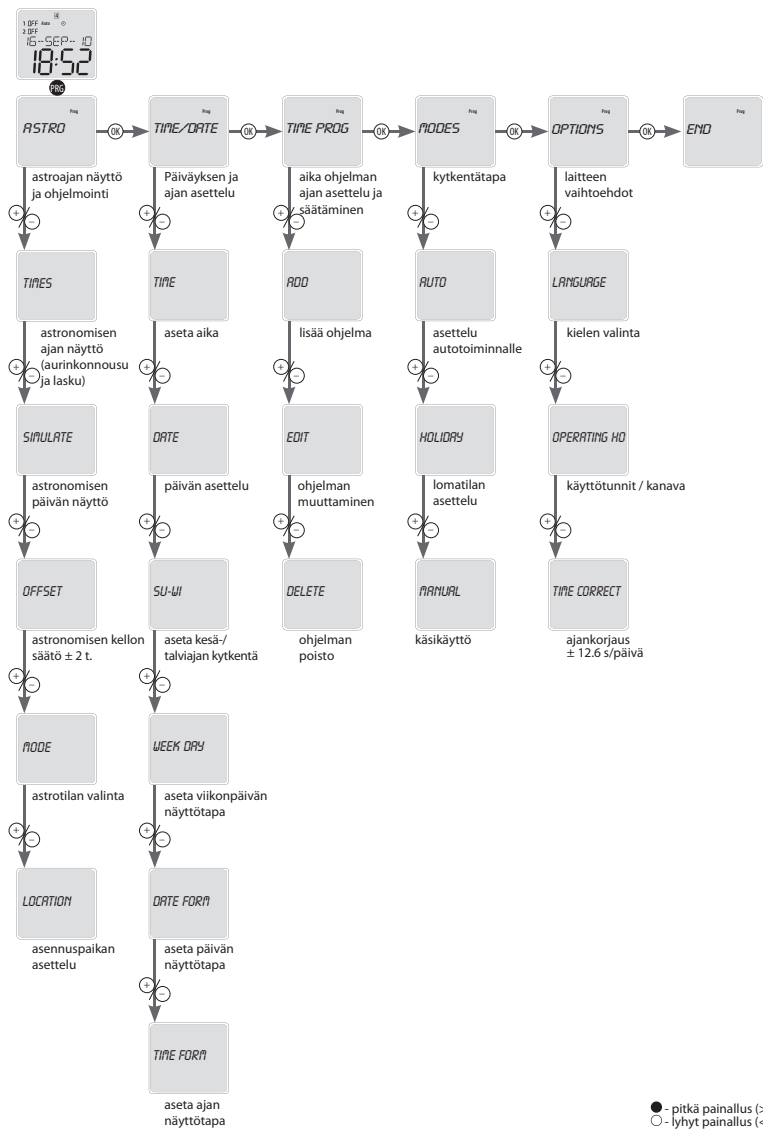 1 OFF Auto
2 OFF
16--SEP-- 10
18:52
PRG
Prog
ASTRO
OK
Prog
TIME/DATE
OK
Prog
TIME PROG
OK
Prog
MODES
OK
Prog
OPTIONS
OK
Prog
END
astroajan näyttö
ja ohjelmointi
Päiväyksen ja
ajan asettelu
aika ohjelman
ajan asettelu ja
säätäminen
kytkentätapa
laitteen
vaihtoehdot
+ −
+ −
+ −
+ −
+ −
TIMES
TIME
ADD
AUTO
LANGUAGE
astronomisen
ajan näyttö
(aurinkonnousu
ja lasku)
aseta aika
lisää ohjelma
asettelu
autotoiminnalle
kielen valinta
+ −
+ −
+ −
+ −
+ −
SIMULATE
DATE
EDIT
HOLIDAY
OPERATING HO
astronomisen
päivän näyttö
päivän asettelu
ohjelman
muuttaminen
lomatilan
asettelu
käyttötunnit / kanava
+ −
+ −
+ −
+ −
+ −
OFFSET
SU-WI
DELETE
MANUAL
TIME CORRECT
astronomisen kellon
säätö ± 2 t.
aseta kesä-/
talviajan kytkentä
ohjelman
poisto
käsikäyttö
ajankorjaus
± 12.6 s/päivä
+ −
+ −
MODE
WEEK DAY
astrotilan valinta
aseta viikonpäivän
näyttötapa
+ −
+ −
LOCATION
DATE FORM
asennuspaikan
asettelu
aseta päivän
näyttötapa
+ −
TIME FORM
aseta ajan
näyttötapa
- pitkä painallus (>
- lyhyt painallus (<